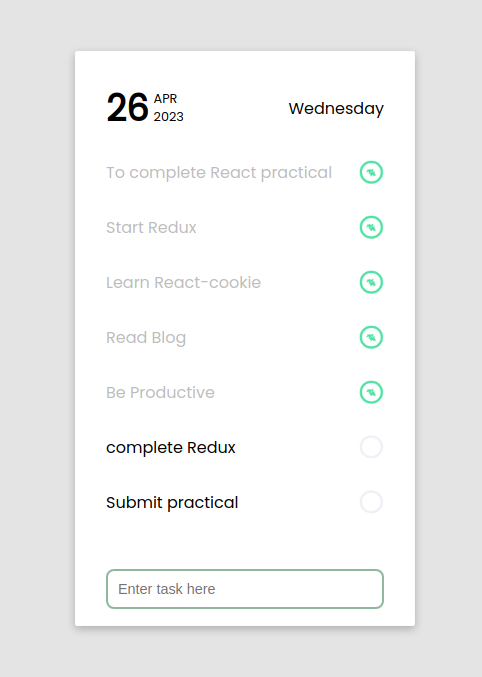 26 APR
2023
Wednesday
To complete React practical
Start Redux
Learn React-cookie
Read Blog
Be Productive
complete Redux
Submit practical
Enter task here